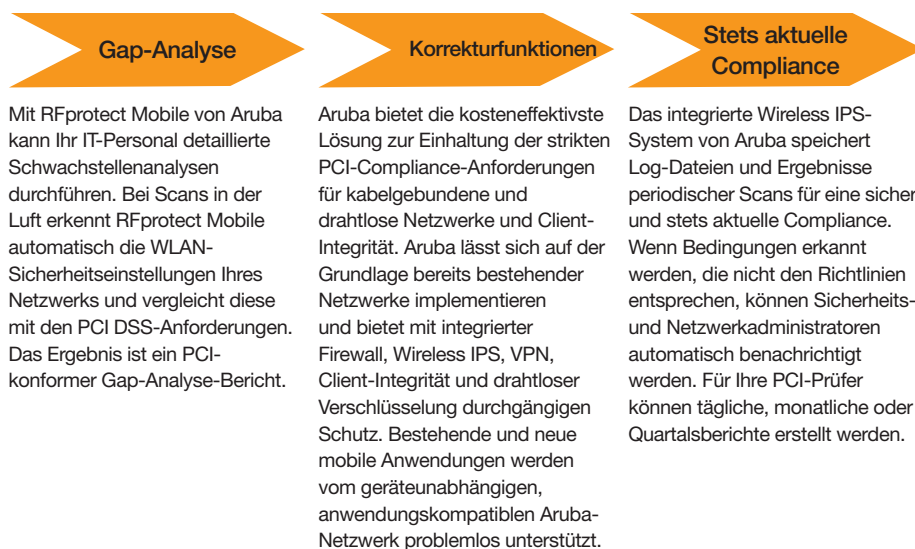 Gap-Analyse
Mit RFprotect Mobile von Aruba
kann Ihr IT-Personal detaillierte
Schwachstellenanalysen
durchführen. Bei Scans in der
Luft erkennt RFprotect Mobile
automatisch die WLAN-
Sicherheitseinstellungen Ihres
Netzwerks und vergleicht diese
mit den PCI DSS-Anforderungen.
Das Ergebnis ist ein PCI-
konformer Gap-Analyse-Bericht.
Korrekturfunktionen
Aruba bietet die kosteneffektivste
Lösung zur Einhaltung der strikten
PCI-Compliance-Anforderungen
für kabelgebundene und
drahtlose Netzwerke und Client-
Integrität. Aruba lässt sich auf der
Grundlage bereits bestehender
Netzwerke implementieren
und bietet mit integrierter
Firewall, Wireless IPS, VPN,
Client-Integrität und drahtloser
Verschlüsselung durchgängigen
Schutz. Bestehende und neue
mobile Anwendungen werden
vom geräteunabhängigen,
anwendungskompatiblen Aruba-
Netzwerk problemlos unterstützt.
Stets aktuelle
Compliance
Das integrierte Wireless IPS-
System von Aruba speichert
Log-Dateien und Ergebnisse
periodischer Scans für eine sicher
und stets aktuelle Compliance.
Wenn Bedingungen erkannt
werden, die nicht den Richtlinien
entsprechen, können Sicherheits-
und Netzwerkadministratoren
automatisch benachrichtigt
werden. Für Ihre PCI-Prüfer
können tägliche, monatliche oder
Quartalsberichte erstellt werden.